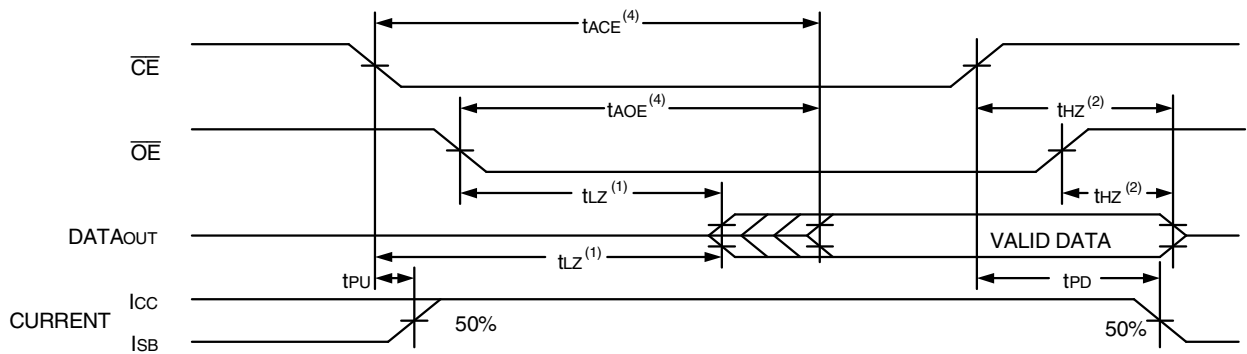 tACE(4)
CE
tAOE(4)
tHZ(2)
OE
tLZ(1)
tHZ(2)
DATAOUT
VALID DATA
tLZ(1)
tPU
tPD
ICC
CURRENT
50%
50%
ISB